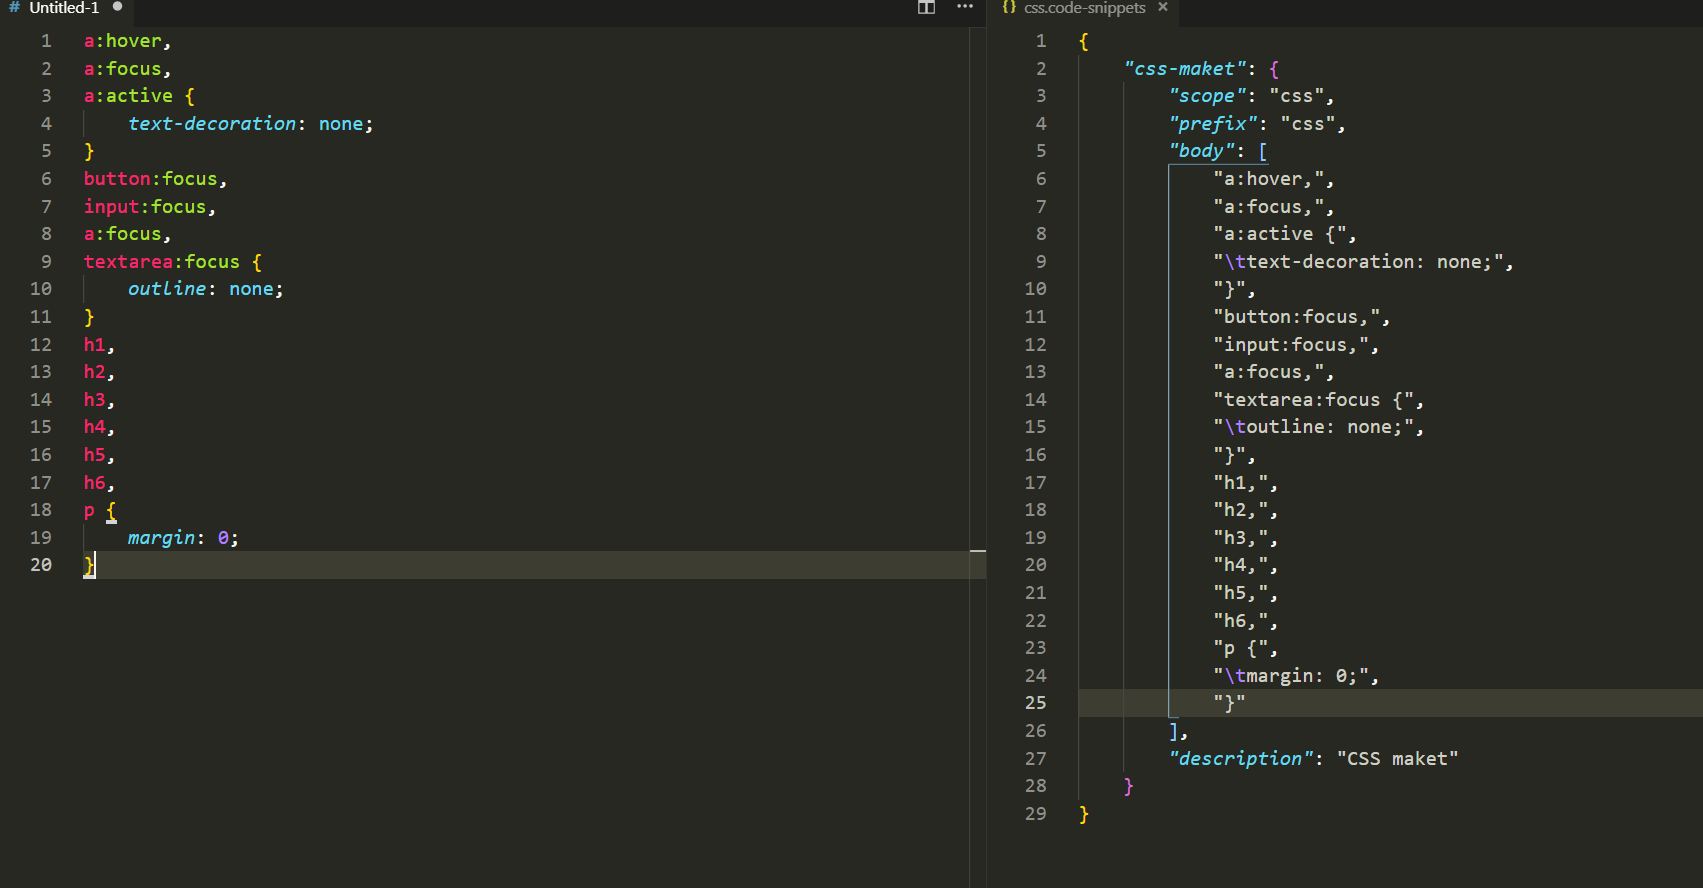 # Untitled-1 ●
1 a:hover,
2 a:focus,
3 a:active {
4     text-decoration: none;
5 }
6 button:focus,
7 input:focus,
8 a:focus,
9 textarea:focus {
10     outline: none;
11 }
12 h1,
13 h2,
14 h3,
15 h4,
16 h5,
17 h6,
18 p {
19     margin: 0;
20 }
{} css.code-snippets ×
1 {
2     "css-maket": {
3         "scope": "css",
4         "prefix": "css",
5         "body": [
6             "a:hover,",
7             "a:focus,",
8             "a:active {",
9             "\ttext-decoration: none;",
10             "}",
11             "button:focus,",
12             "input:focus,",
13             "a:focus,",
14             "textarea:focus {",
15             "\toutline: none;",
16             "}",
17             "h1,",
18             "h2,",
19             "h3,",
20             "h4,",
21             "h5,",
22             "h6,",
23             "p {",
24             "\tmargin: 0;",
25             "}"
26         ],
27         "description": "CSS maket"
28     }
29 }